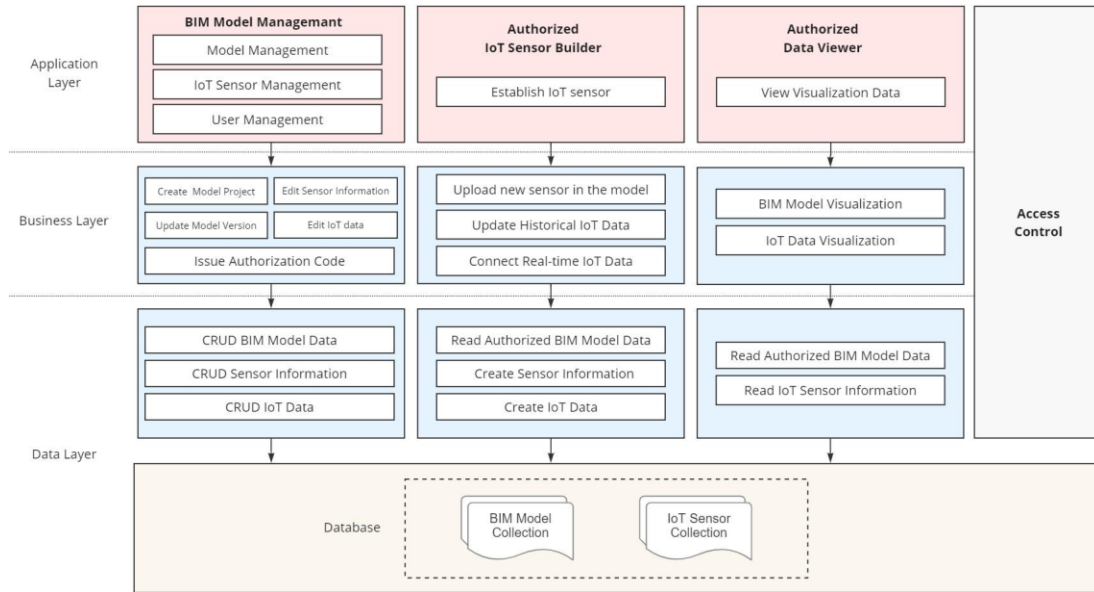 BIM Model Managemant
Model Management
IoT Sensor Management
User Management
Authorized
IoT Sensor Builder
Establish IoT sensor
Authorized
Data Viewer
View Visualization Data
Application
Layer
Create Model Project
Edit Sensor Information
Update Model Version
Edit IoT data
Issue Authorization Code
Upload new sensor in the model
Update Historical IoT Data
Connect Real-time IoT Data
BIM Model Visualization
IoT Data Visualization
Business Layer
Access
Control
CRUD BIM Model Data
CRUD Sensor Information
CRUD IoT Data
Read Authorized BIM Model Data
Create Sensor Information
Create IoT Data
Read Authorized BIM Model Data
Read IoT Sensor Information
Data Layer
Database
BIM Model
Collection
IoT Sensor
Collection